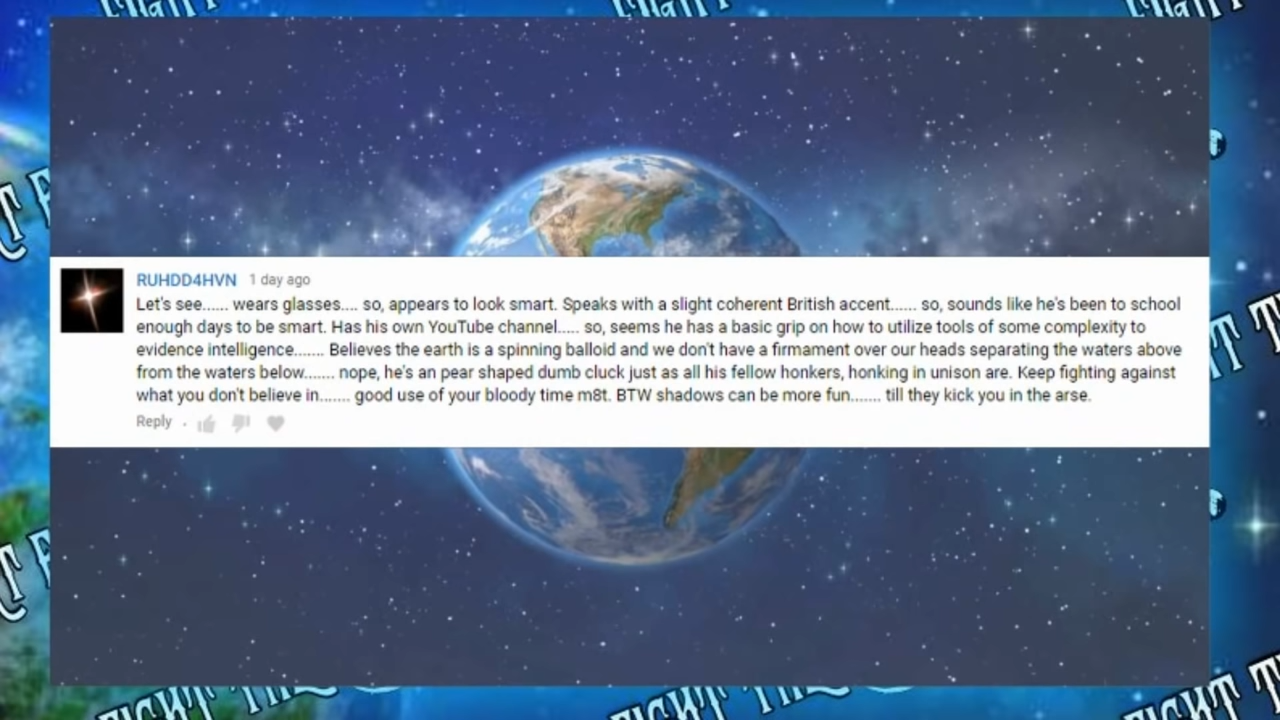 RUHDD4HVN 1 day ago
Let's see...... wears glasses.... so, appears to look smart. Speaks with a slight coherent British accent...... so, sounds like he's been to school
enough days to be smart. Has his own YouTube channel..... so, seems he has a basic grip on how to utilize tools of some complexity to
evidence intelligence....... Believes the earth is a spinning balloid and we don't have a firmament over our heads separating the waters above
from the waters below....... nope, he's an pear shaped dumb cluck just as all his fellow honkers, honking in unison are. Keep fighting against
what you don't believe in....... good use of your bloody time m8t. BTW shadows can be more fun....... till they kick you in the arse.
Reply
FIGHT T